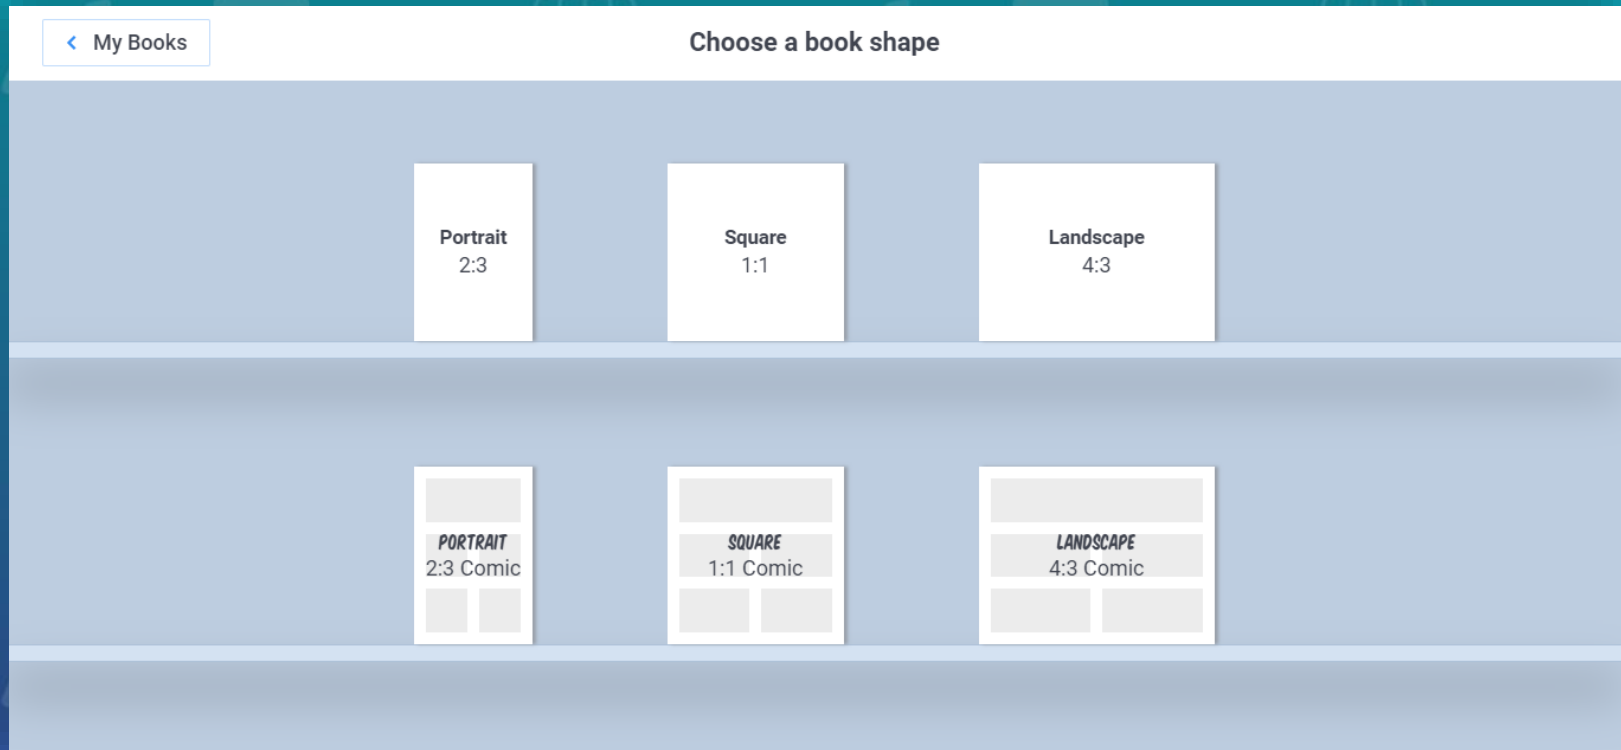 My Books
Choose a book shape
Portrait
2:3
Square
1:1
Landscape
4:3
PORTRAIT
2:3 Comic
SQUARE
1:1 Comic
LANDSCAPE
4:3 Comic